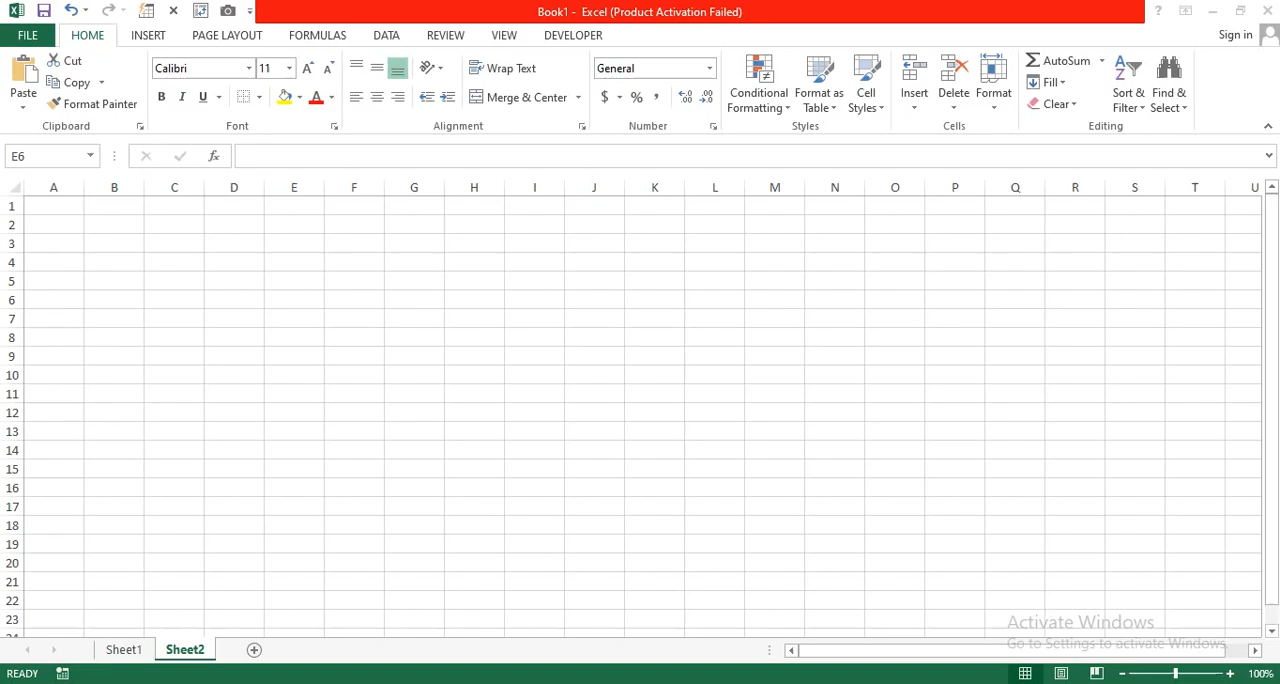 Book1 - Excel (Product Activation Failed)
?
FILE HOME INSERT PAGE LAYOUT FORMULAS DATA REVIEW VIEW DEVELOPER Sign in
Paste
Cut
Copy
Format Painter
Clipboard
Calibri 11
B I U
Font
Wrap Text
Merge & Center
Alignment
General
$ % ,
Number
Conditional
Formatting
Format as
Table
Cell
Styles
Styles
Insert
Delete
Format
Cells
AutoSum
Fill
Clear
Sort &
Filter
Find &
Select
Editing
E6
fx
A B C D E F G H I J K L M N O P Q R S T U
1
2
3
4
5
6
7
8
9
10
11
12
13
14
15
16
17
18
19
20
21
22
23
24
Activate Windows
Go to Settings to activate Windows.
Sheet1 Sheet2
READY 100%